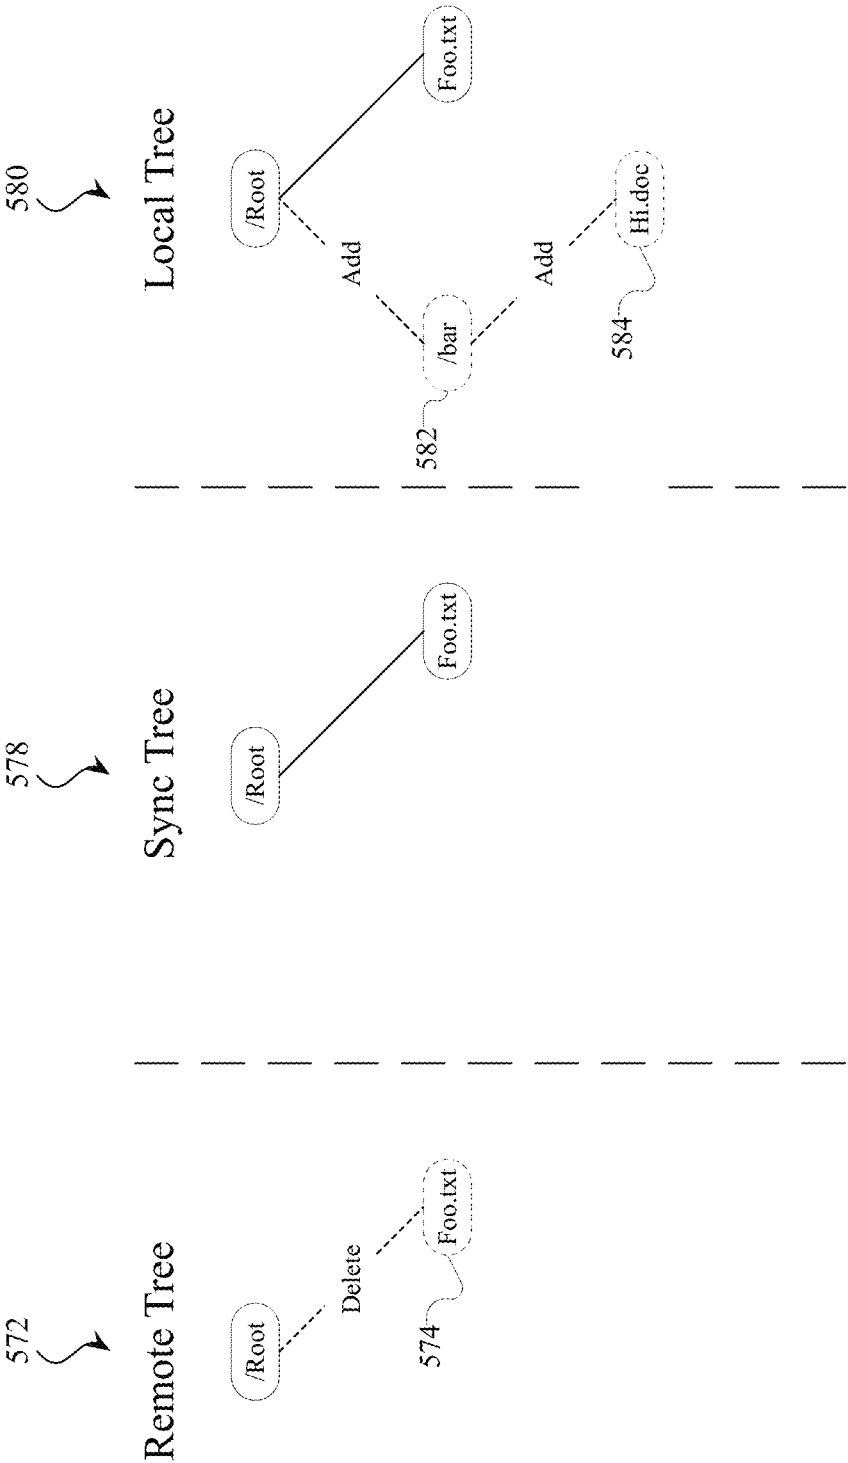 572
Remote Tree
/Root
Delete
Foo.txt
574
578
Sync Tree
/Root
Foo.txt
580
Local Tree
/Root
Add
Foo.txt
/bar
582
Add
Hi.doc
584